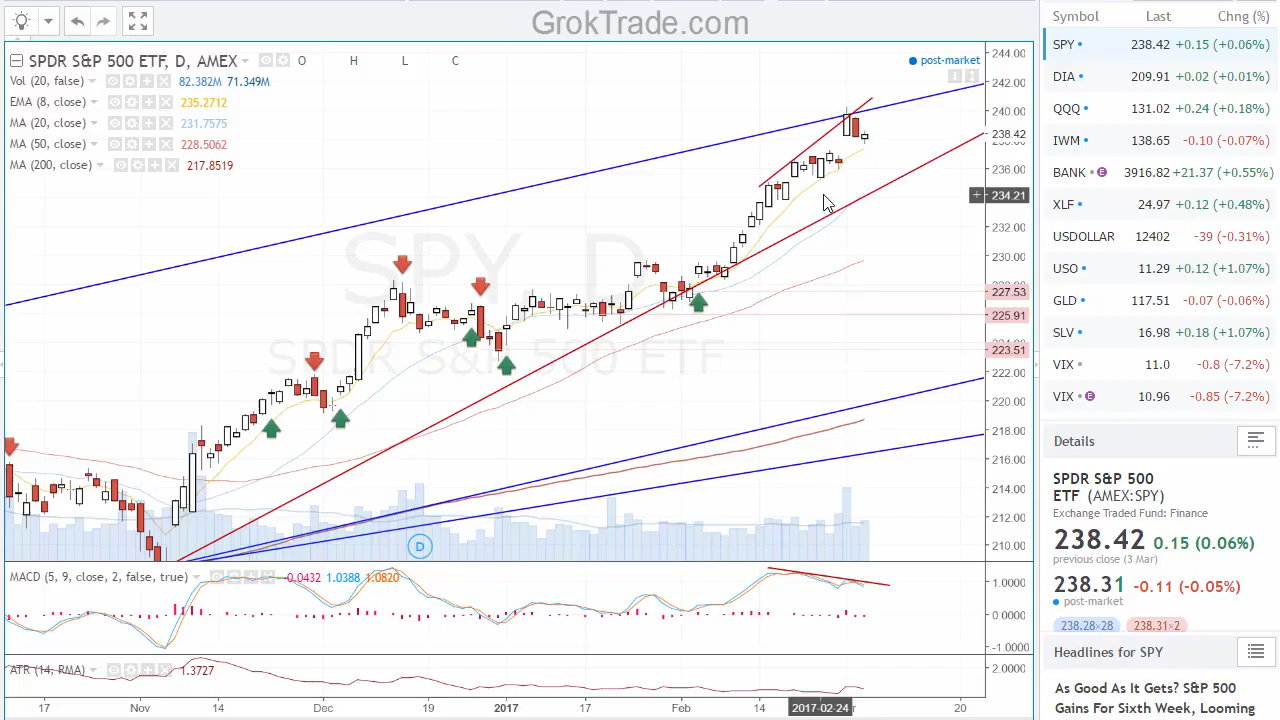 GrokTrade.com
SPDR S&P 500 ETF, D, AMEX
O H L C
post-market
Vol (20, false) 82.382M 71.349M
EMA (8, close) 235.2712
MA (20, close) 231.7575
MA (50, close) 228.5062
MA (200, close) 217.8519
SPY, D
SPDR S&P 500 ETF
244.00
242.00
240.00
238.42
236.00
234.21
232.00
230.00
228.00
227.53
225.91
223.51
222.00
220.00
218.00
216.00
214.00
212.00
210.00
D
MACD (5, 9, close, 2, false, true) -0.0432 1.0388 1.0820
1.0000
0.0000
-1.0000
ATR (14, RMA) 1.3727
2.0000
17 Nov 14 Dec 19 2017 17 Feb 14 2017-02-24 20
Symbol Last Chng (%)
SPY 238.42 +0.15 (+0.06%)
DIA 209.91 +0.02 (+0.01%)
QQQ 131.02 +0.24 (+0.18%)
IWM 138.65 -0.10 (-0.07%)
BANK E 3916.82 +21.37 (+0.55%)
XLF 24.97 +0.12 (+0.48%)
USDOLLAR 12402 -39 (-0.31%)
USO 11.29 +0.12 (+1.07%)
GLD 117.51 -0.07 (-0.06%)
SLV 16.98 +0.18 (+1.07%)
VIX 11.0 -0.8 (-7.2%)
VIX E 10.96 -0.85 (-7.2%)
Details
SPDR S&P 500
ETF (AMEX:SPY)
Exchange Traded Fund: Finance
238.42 0.15 (0.06%)
previous close (3 Mar)
238.31 -0.11 (-0.05%)
post-market
238.28×28 238.31×2
Headlines for SPY
As Good As It Gets? S&P 500
Gains For Sixth Week, Looming